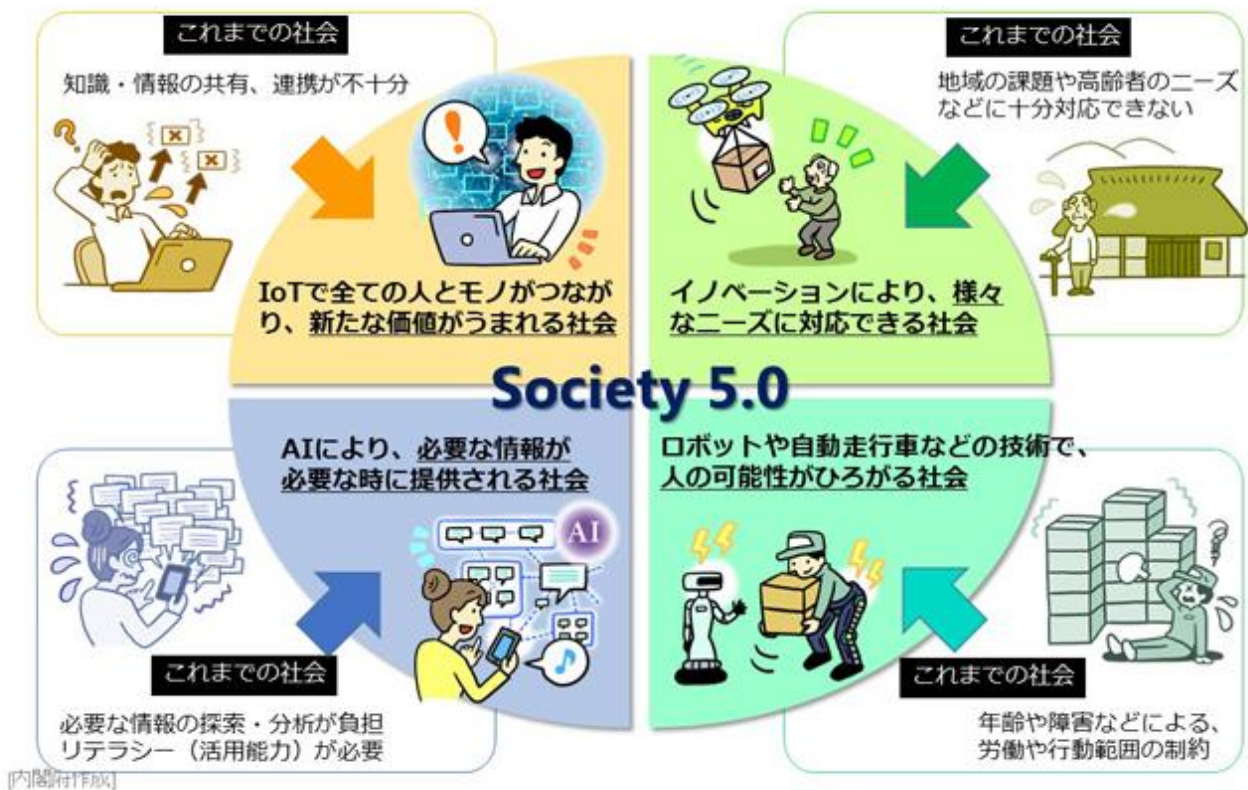 これまでの社会
知識・情報の共有、連携が不十分
IoTで全ての人とモノがつなが
り、新たな価値がうまれる社会
これまでの社会
地域の課題や高齢者のニーズ
などに十分対応できない
イノベーションにより、様々
なニーズに対応できる社会
Society 5.0
AIにより、必要な情報が
必要な時に提供される社会
AI
これまでの社会
必要な情報の探索・分析が負担
リテラシー（活用能力）が必要
ロボットや自動走行車などの技術で、
人の可能性がひろがる社会
これまでの社会
年齢や障害などによる、
労働や行動範囲の制約
[内閣府作成]